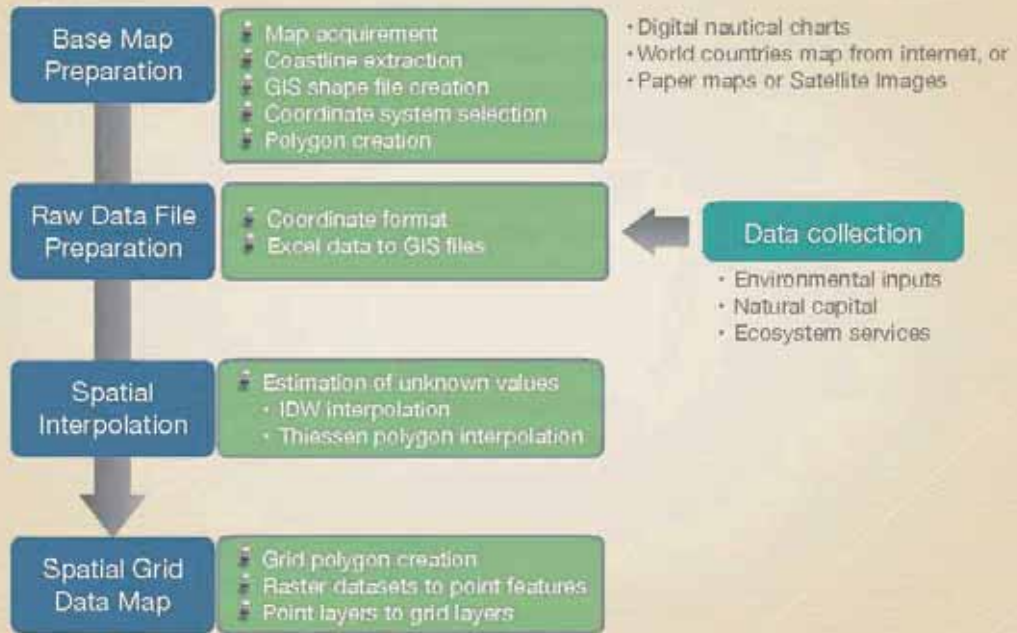 Base Map
Preparation
Map acquirement
Coastline extraction
GIS shape file creation
Coordinate system selection
Polygon creation
• Digital nautical charts
• World countries map from internet, or
• Paper maps or Satellite Images
Raw Data File
Preparation
Coordinate format
Excel data to GIS files
Data collection
• Environmental inputs
• Natural capital
• Ecosystem services
Spatial
Interpolation
Estimation of unknown values
• IDW interpolation
• Thiessen polygon interpolation
Spatial Grid
Data Map
Grid polygon creation
Raster datasets to point features
Point layers to grid layers